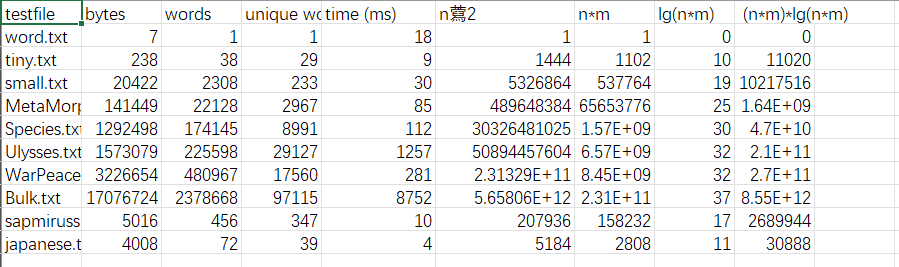 testfile bytes words unique wo time (ms) n薵2 n*m lg(n*m) (n*m)*lg(n*m)
word.txt 7 1 1 18 1 1 0 0
tiny.txt 238 38 29 9 1444 1102 10 11020
small.txt 20422 2308 233 30 5326864 537764 19 10217516
MetaMorp 141449 22128 2967 85 489648384 65653776 25 1.64E+09
Species.txt 1292498 174145 8991 112 30326481025 1.57E+09 30 4.7E+10
Ulysses.txt 1573079 225598 29127 1257 50894457604 6.57E+09 32 2.1E+11
WarPeace 3226654 480967 17560 281 2.31329E+11 8.45E+09 32 2.7E+11
Bulk.txt 17076724 2378668 97115 8752 5.65806E+12 2.31E+11 37 8.55E+12
sapmiruss 5016 456 347 10 207936 158232 17 2689944
japanese.t 4008 72 39 4 5184 2808 11 30888